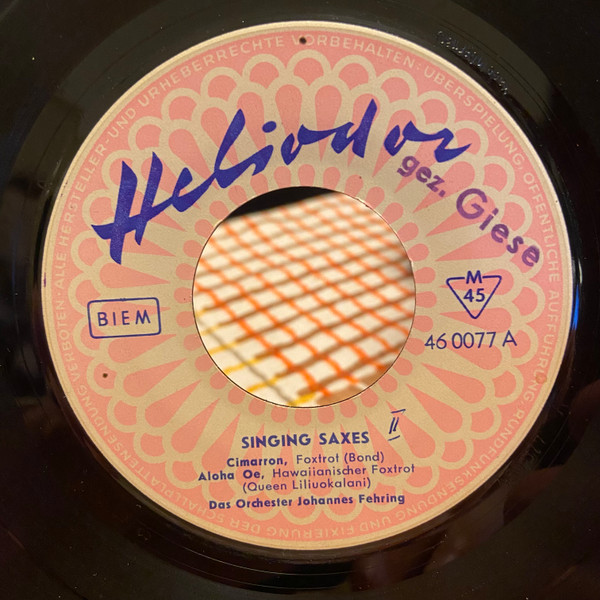 ALLE HERSTELLER- UND URHEBERRECHTE VORBEHALTEN · ÜBERSPIELUNG, ÖFFENTLICHE AUFFÜHRUNG, RUNDFUNKSENDUNG UND FIXIERUNG DER SCHALLPLATTENSENDUNG VERBOTEN ·
Heliodor
gez. Giese
BIEM
M
45
46 0077 A
SINGING SAXES II
Cimarron, Foxtrot (Bond)
Aloha Oe, Hawaiianischer Foxtrot
(Queen Liliuokalani)
Das Orchester Johannes Fehring